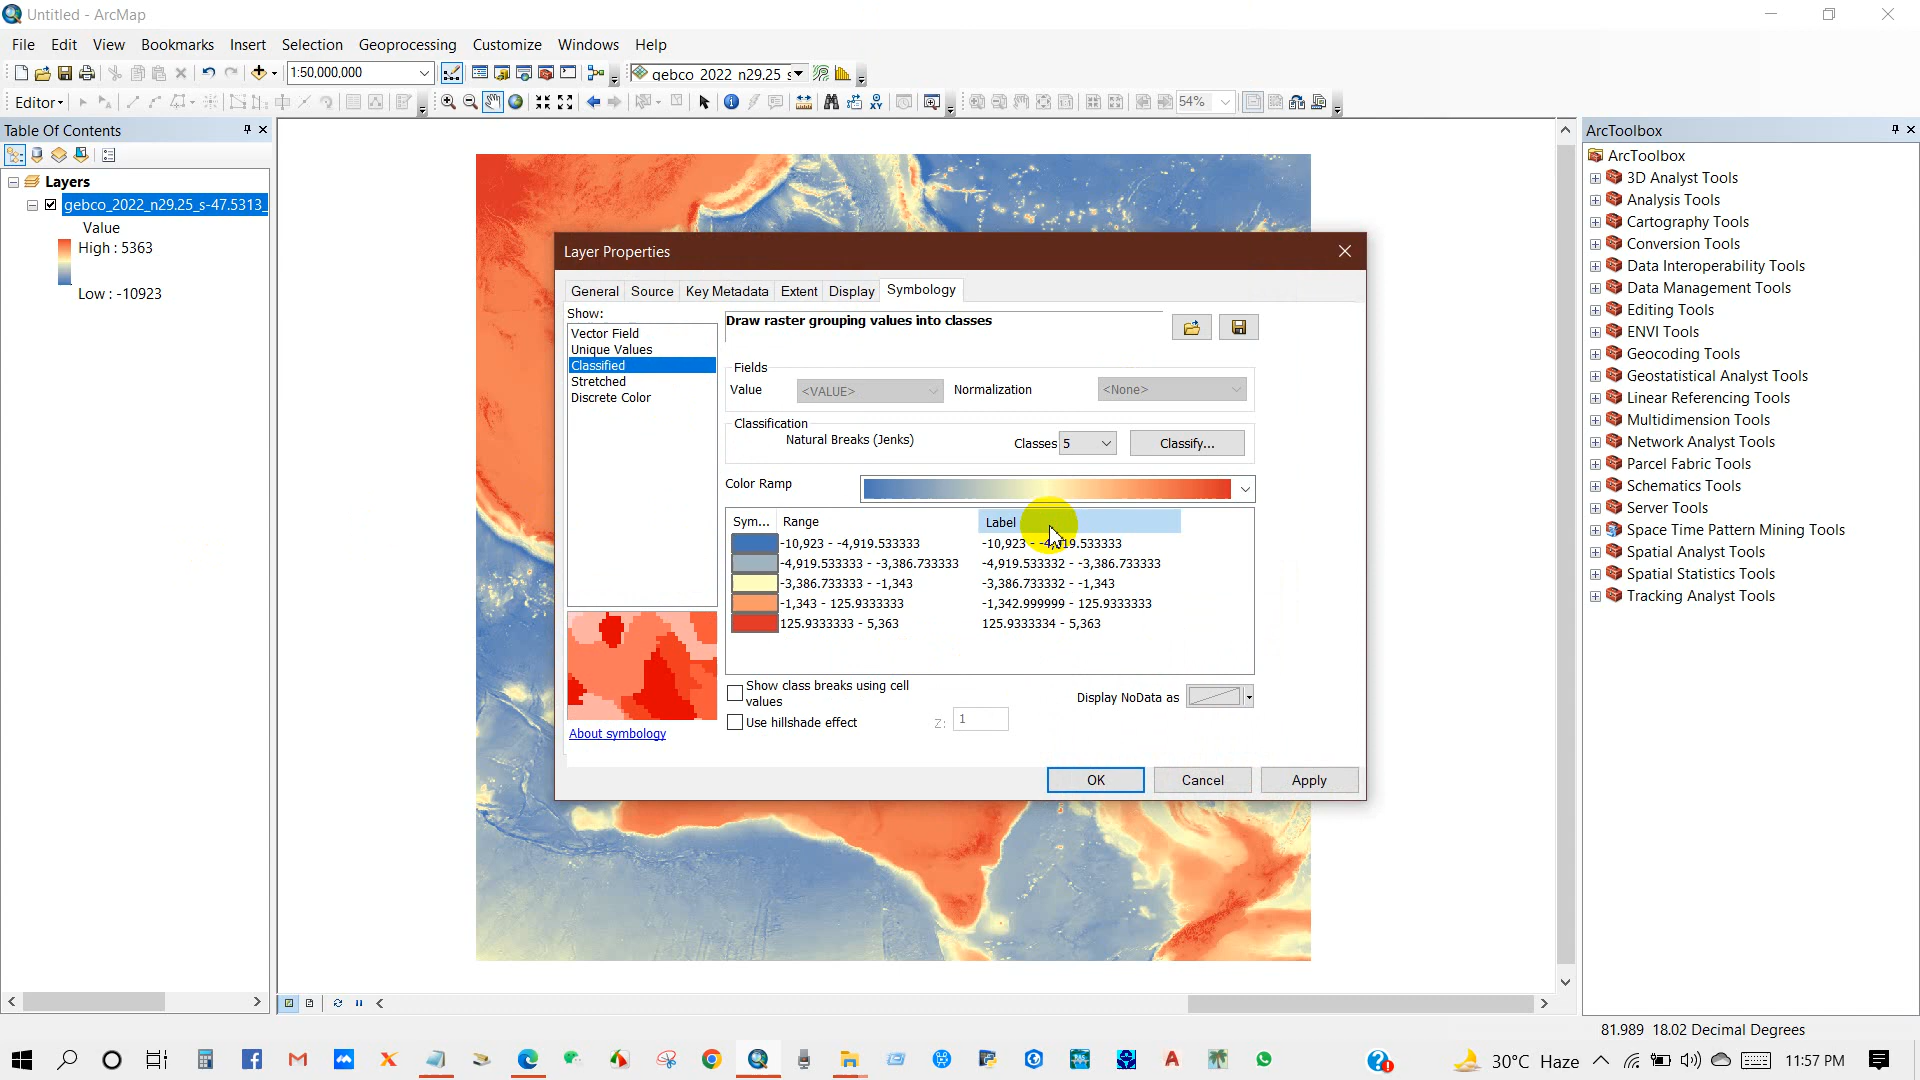 Untitled - ArcMap
File Edit View Bookmarks Insert Selection Geoprocessing Customize Windows Help
1:50,000,000
gebco_2022_n29.25_s
Editor
54%
Table Of Contents
ArcToolbox
Layers
gebco_2022_n29.25_s-47.5313_
Value
High : 5363
Low : -10923
Layer Properties
General Source Key Metadata Extent Display Symbology
Show:
Vector Field
Unique Values
Classified
Stretched
Discrete Color
About symbology
Draw raster grouping values into classes
Fields
Value <VALUE> Normalization <None>
Classification
Natural Breaks (Jenks) Classes 5 Classify...
Color Ramp
Sym... Range Label
-10,923 - -4,919.533333 -10,923 - -4,919.533333
-4,919.533333 - -3,386.733333 -4,919.533332 - -3,386.733333
-3,386.733333 - -1,343 -3,386.733332 - -1,343
-1,343 - 125.9333333 -1,342.999999 - 125.9333333
125.9333333 - 5,363 125.9333334 - 5,363
Show class breaks using cell
values
Display NoData as
Use hillshade effect Z: 1
OK Cancel Apply
ArcToolbox
3D Analyst Tools
Analysis Tools
Cartography Tools
Conversion Tools
Data Interoperability Tools
Data Management Tools
Editing Tools
ENVI Tools
Geocoding Tools
Geostatistical Analyst Tools
Linear Referencing Tools
Multidimension Tools
Network Analyst Tools
Parcel Fabric Tools
Schematics Tools
Server Tools
Space Time Pattern Mining Tools
Spatial Analyst Tools
Spatial Statistics Tools
Tracking Analyst Tools
81.989 18.02 Decimal Degrees
30°C Haze
11:57 PM